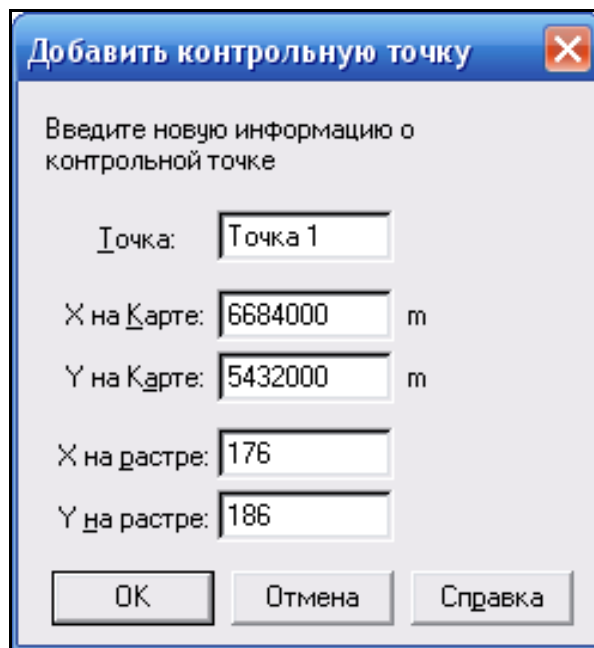 Добавить контрольную точку
Введите новую информацию о
контрольной точке
Точка: Точка 1
X на Карте: 6684000 m
Y на Карте: 5432000 m
X на растре: 176
Y на растре: 186
OK Отмена Справка